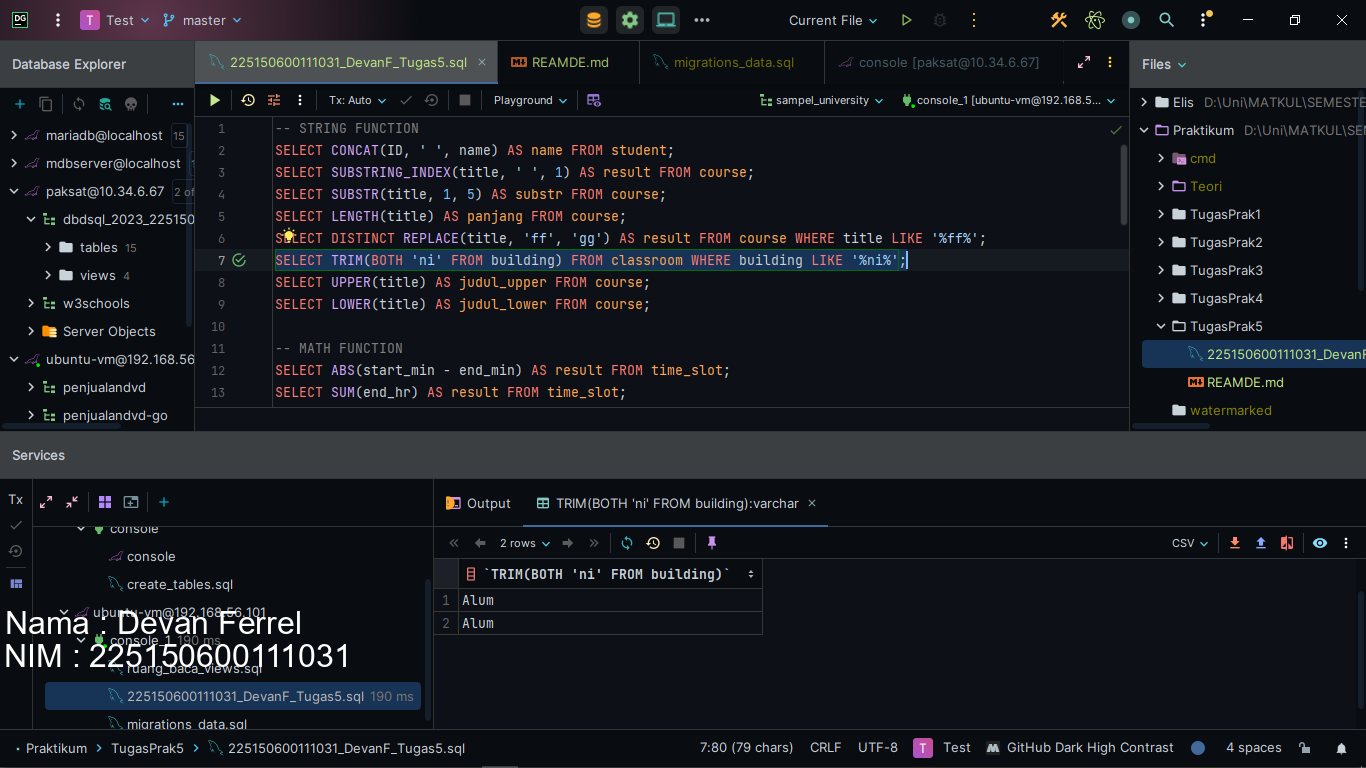 DG
T Test master
Current File
Database Explorer
225150600111031_DevanF_Tugas5.sql
REAMDE.md
migrations_data.sql
console [paksat@10.34.6.67]
Files
Tx: Auto
Playground
sampel_university
console_1 [ubuntu-vm@192.168.5...
mariadb@localhost 15
mdbserver@localhost
paksat@10.34.6.67 2 of
dbdsql_2023_225150
tables 15
views 4
w3schools
Server Objects
ubuntu-vm@192.168.56
penjualandvd
penjualandvd-go
1 -- STRING FUNCTION
2 SELECT CONCAT(ID, ' ', name) AS name FROM student;
3 SELECT SUBSTRING_INDEX(title, ' ', 1) AS result FROM course;
4 SELECT SUBSTR(title, 1, 5) AS substr FROM course;
5 SELECT LENGTH(title) AS panjang FROM course;
6 SELECT DISTINCT REPLACE(title, 'ff', 'gg') AS result FROM course WHERE title LIKE '%ff%';
7 SELECT TRIM(BOTH 'ni' FROM building) FROM classroom WHERE building LIKE '%ni%';
8 SELECT UPPER(title) AS judul_upper FROM course;
9 SELECT LOWER(title) AS judul_lower FROM course;
10
11 -- MATH FUNCTION
12 SELECT ABS(start_min - end_min) AS result FROM time_slot;
13 SELECT SUM(end_hr) AS result FROM time_slot;
Elis D:\Uni\MATKUL\SEMESTE
Praktikum D:\Uni\MATKUL\SEM
cmd
Teori
TugasPrak1
TugasPrak2
TugasPrak3
TugasPrak4
TugasPrak5
225150600111031_DevanF
REAMDE.md
watermarked
Services
Tx
console
console
create_tables.sql
ubuntu-vm@192.168.56.101
console_1 190 ms
ruang_baca_views.sql
225150600111031_DevanF_Tugas5.sql 190 ms
migrations_data.sql
Nama : Devan Ferrel
NIM : 225150600111031
Output
TRIM(BOTH 'ni' FROM building):varchar
2 rows
CSV
`TRIM(BOTH 'ni' FROM building)`
1 Alum
2 Alum
Praktikum > TugasPrak5 > 225150600111031_DevanF_Tugas5.sql
7:80 (79 chars) CRLF UTF-8 T Test GitHub Dark High Contrast 4 spaces